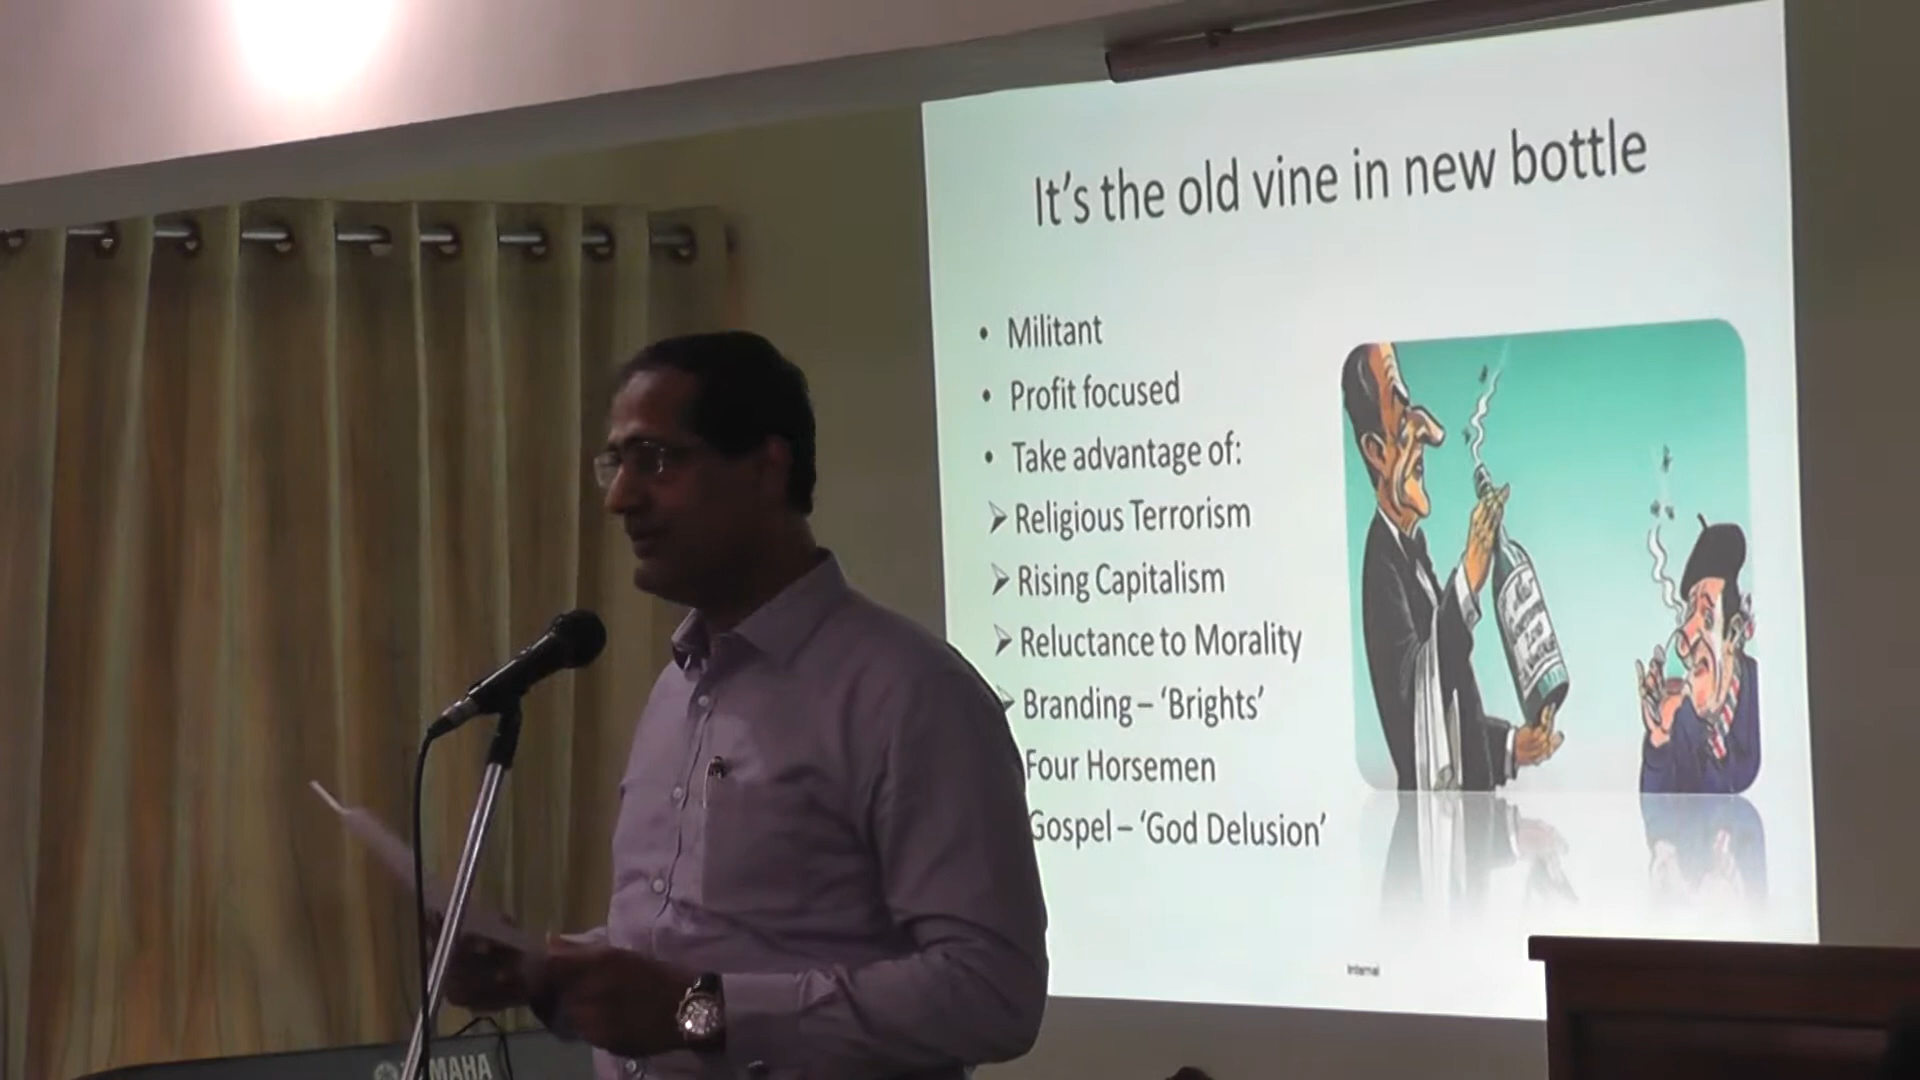 It's the old vine in new bottle
• Militant
• Profit focused
• Take advantage of:
➢ Religious Terrorism
➢ Rising Capitalism
➢ Reluctance to Morality
➢ Branding – 'Brights'
Four Horsemen
Gospel – 'God Delusion'
Internal
YAMAHA